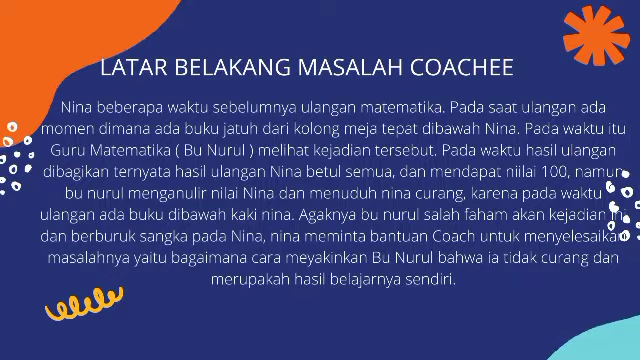 LATAR BELAKANG MASALAH COACHEE
Nina beberapa waktu sebelumnya ulangan matematika. Pada saat ulangan ada
momen dimana ada buku jatuh dari kolong meja tepat dibawah Nina. Pada waktu itu
Guru Matematika ( Bu Nurul ) melihat kejadian tersebut. Pada waktu hasil ulangan
dibagikan ternyata hasil ulangan Nina betul semua, dan mendapat niilai 100, namun
bu nurul menganulir nilai Nina dan menuduh nina curang, karena pada waktu
ulangan ada buku dibawah kaki nina. Agaknya bu nurul salah faham akan kejadian ini
dan berburuk sangka pada Nina, nina meminta bantuan Coach untuk menyelesaikan
masalahnya yaitu bagaimana cara meyakinkan Bu Nurul bahwa ia tidak curang dan
merupakah hasil belajarnya sendiri.